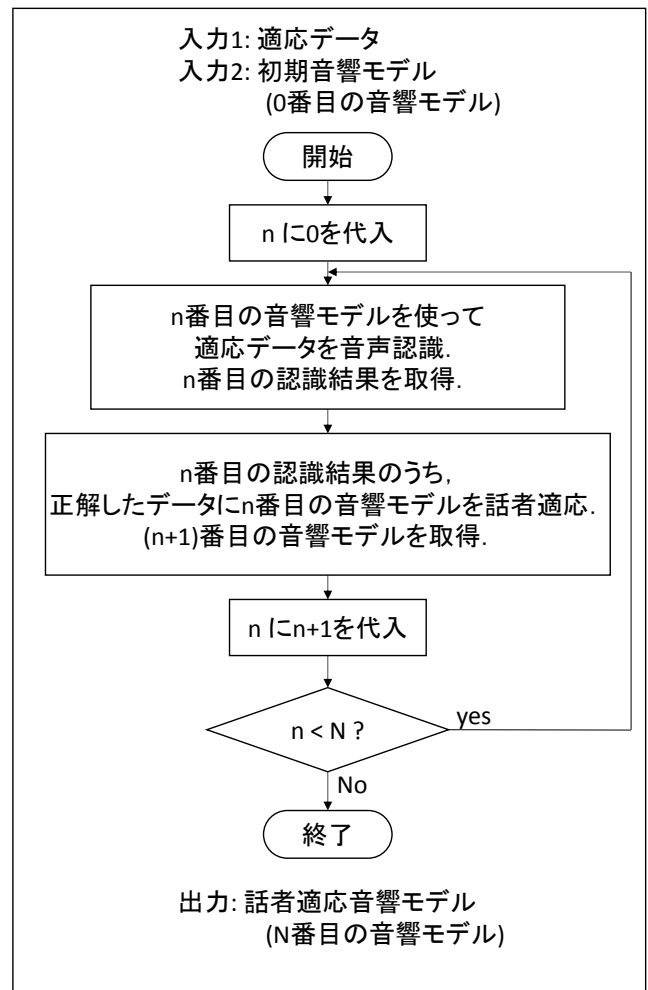 入力1: 適応データ
入力2: 初期音響モデル
(0番目の音響モデル)
開始
n に0を代入
n番目の音響モデルを使って
適応データを音声認識.
n番目の認識結果を取得.
n番目の認識結果のうち,
正解したデータにn番目の音響モデルを話者適応.
(n+1)番目の音響モデルを取得.
n にn+1を代入
n < N ?
yes
No
終了
出力: 話者適応音響モデル
(N番目の音響モデル)